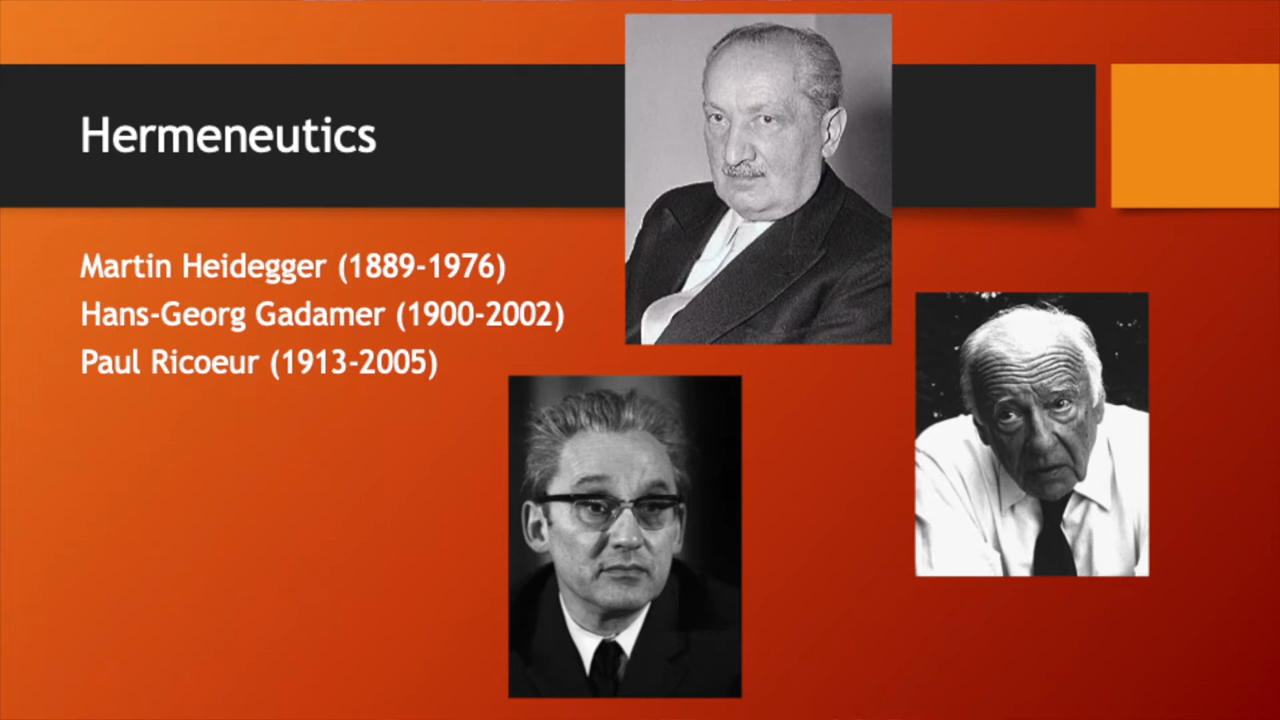 Hermeneutics
Martin Heidegger (1889-1976)
Hans-Georg Gadamer (1900-2002)
Paul Ricoeur (1913-2005)